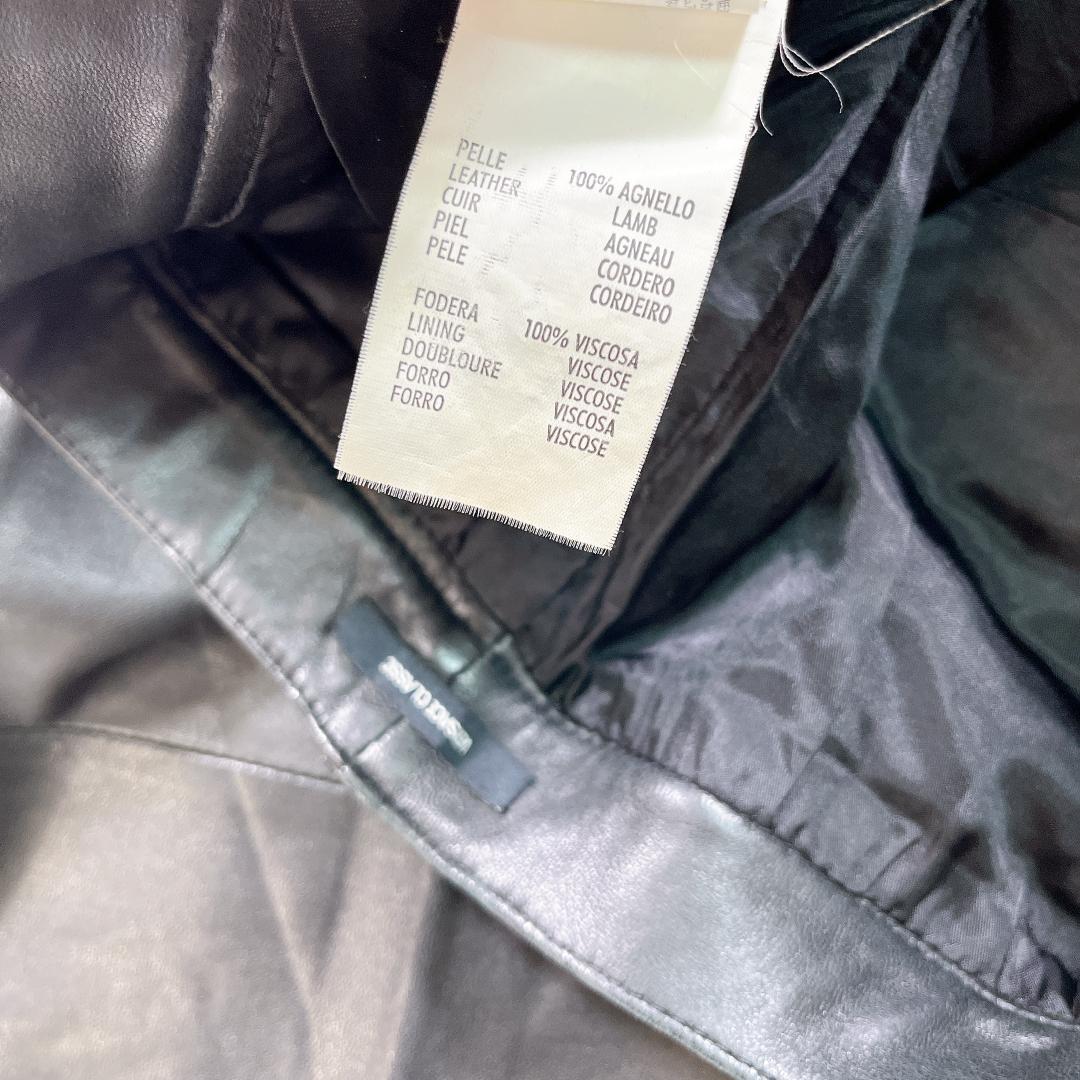 PELLE 100% AGNELLO
LEATHER LAMB
CUIR AGNEAU
PIEL CORDERO
PELE CORDEIRO
FODERA 100% VISCOSA
LINING VISCOSE
DOUBLOURE VISCOSE
FORRO VISCOSA
FORRO VISCOSE